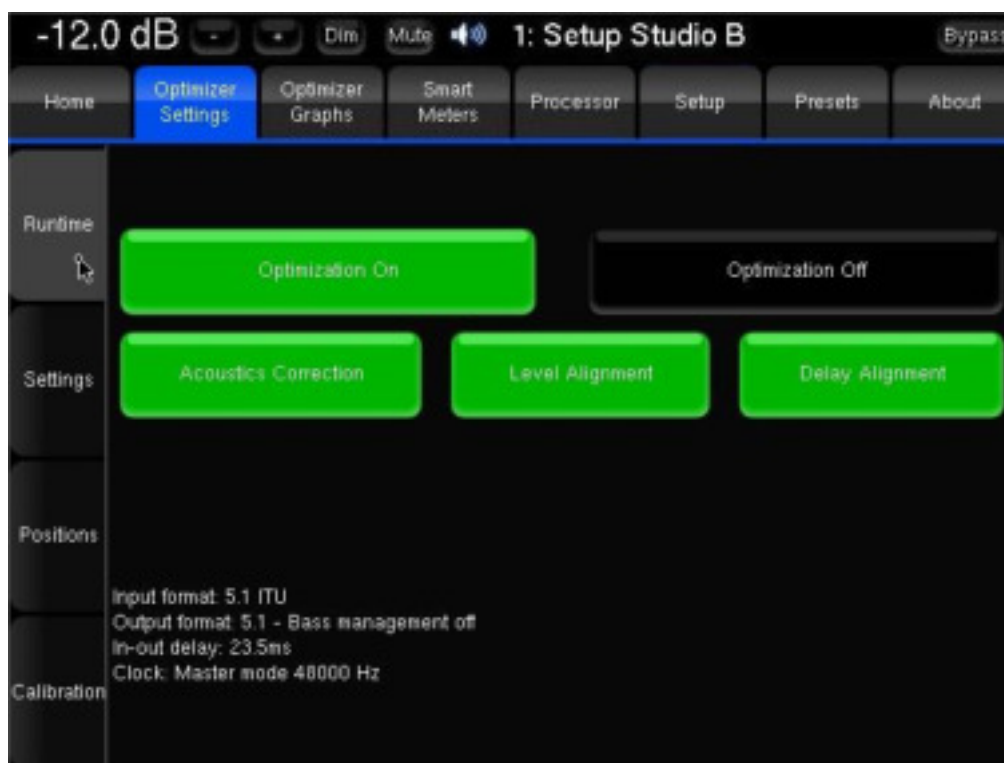 -12.0 dB - + Dim Mute 1: Setup Studio B Bypass
Home Optimizer Settings Optimizer Graphs Smart Meters Processor Setup Presets About
Runtime
Optimization On Optimization Off
Settings Acoustics Correction Level Alignment Delay Alignment
Positions
Input format: 5.1 ITU
Output format: 5.1 - Bass management off
In-out delay: 23.5ms
Clock: Master mode 48000 Hz
Calibration